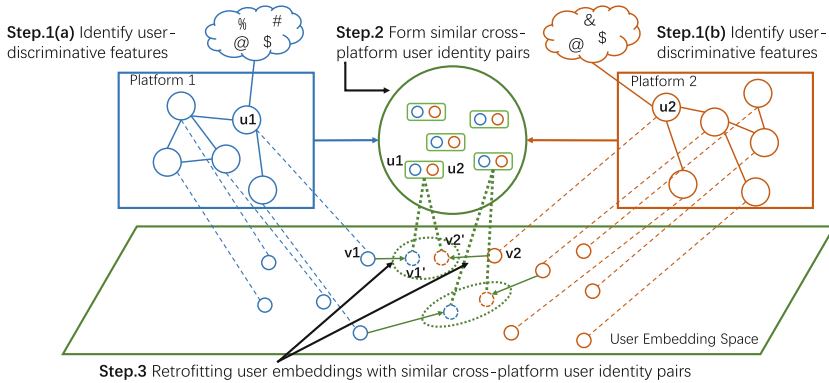 Step.1(a) Identify user-
discriminative features
% #
@ $
Step.2 Form similar cross-
platform user identity pairs
&
@ $
Step.1(b) Identify user-
discriminative features
Platform 1
u1
Platform 2
u2
u1 u2
v1 v1' v2' v2
User Embedding Space
Step.3 Retrofitting user embeddings with similar cross-platform user identity pairs